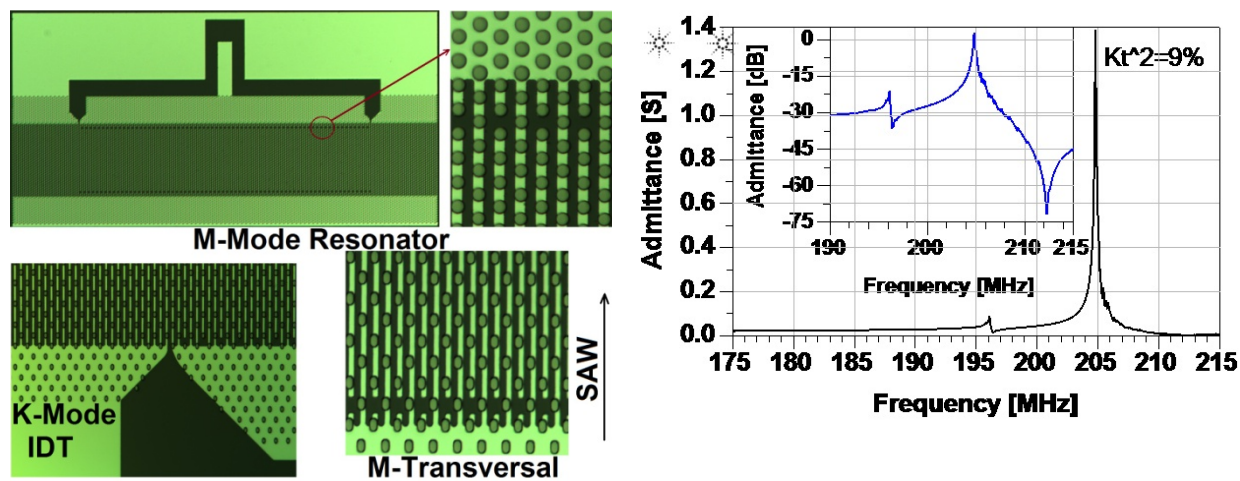 M-Mode Resonator
K-Mode
IDT
M-Transversal
SAW
Admittance [S]
1.4
1.2
1.0
0.8
0.6
0.4
0.2
0.0
175 180 185 190 195 200 205 210 215
Frequency [MHz]
Kt^2=9%
Admittance [dB]
0
-15
-30
-45
-60
-75
190 200 210 215
Frequency [MHz]